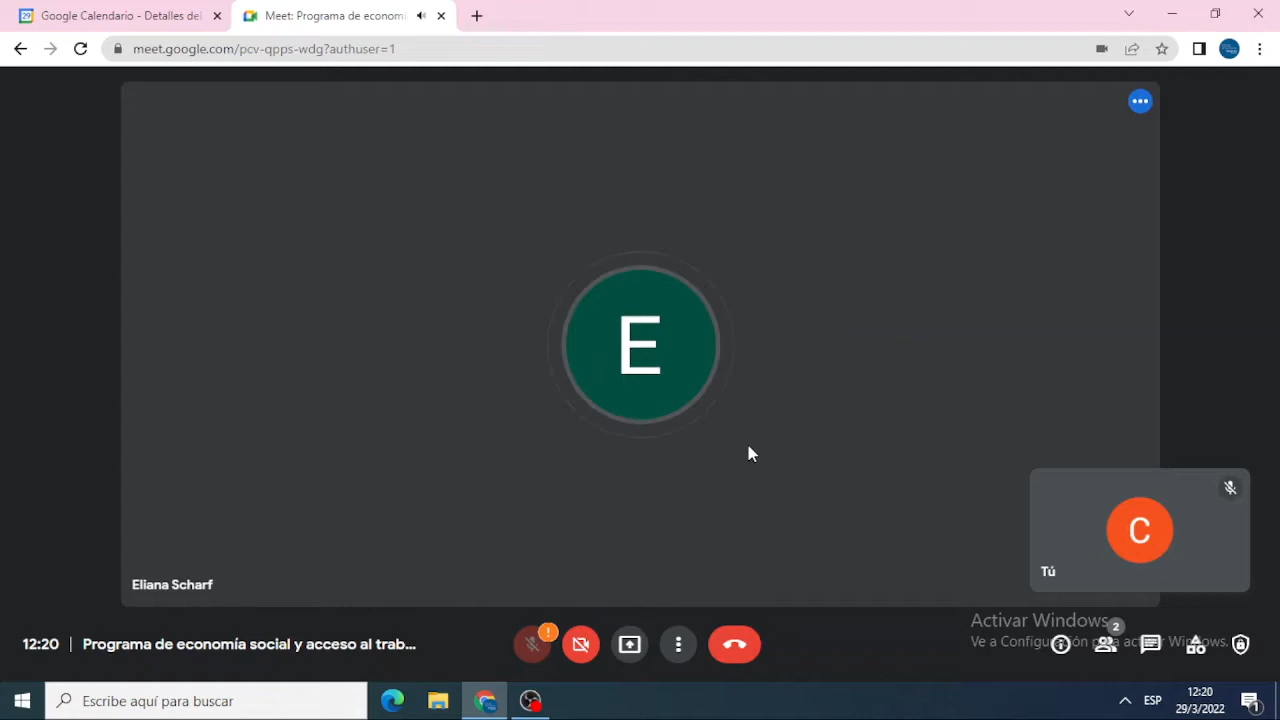 Google Calendario - Detalles del
Meet: Programa de economí
meet.google.com/pcv-qpps-wdg?authuser=1
E
Eliana Scharf
C
Tú
12:20 | Programa de economía social y acceso al trab...
!
Activar Windows
2
Ve a Configuración para activar Windows.
Escribe aquí para buscar
ESP
12:20
29/3/2022
1